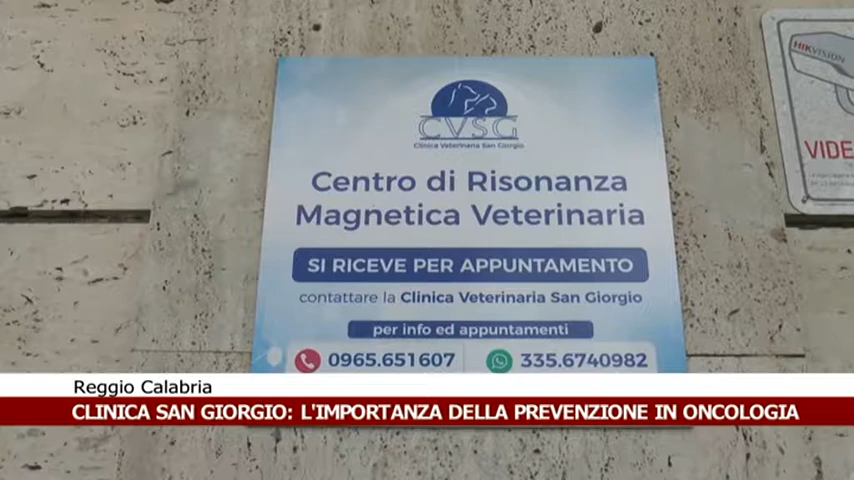 HIKVISION
VIDE
CVSG
Clinica Veterinaria San Giorgio
Centro di Risonanza
Magnetica Veterinaria
SI RICEVE PER APPUNTAMENTO
contattare la Clinica Veterinaria San Giorgio
per info ed appuntamenti
0965.651607 335.6740982
Reggio Calabria
CLINICA SAN GIORGIO: L'IMPORTANZA DELLA PREVENZIONE IN ONCOLOGIA